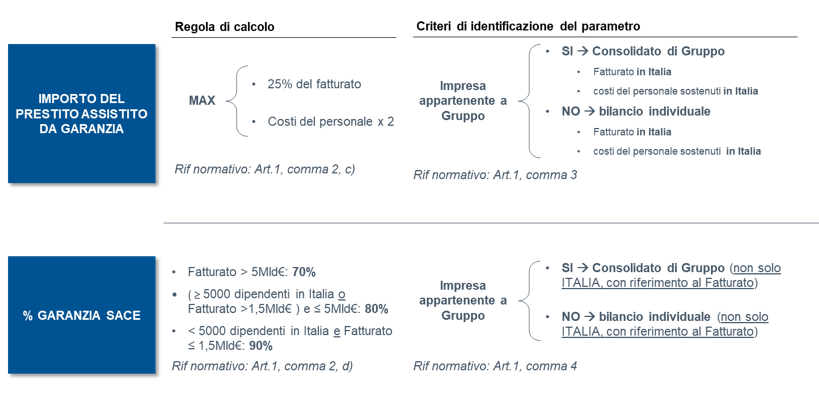 Regola di calcolo
Criteri di identificazione del parametro
IMPORTO DEL
PRESTITO ASSISTITO
DA GARANZIA
MAX
• 25% del fatturato
• Costi del personale x 2
Rif normativo: Art.1, comma 2, c)
Impresa
appartenente a
Gruppo
• SI → Consolidato di Gruppo
• Fatturato in Italia
• costi del personale sostenuti in Italia
• NO → bilancio individuale
• Fatturato in Italia
• costi del personale sostenuti in Italia
Rif normativo: Art.1, comma 3
% GARANZIA SACE
• Fatturato > 5Mld€: 70%
• ( ≥ 5000 dipendenti in Italia o
Fatturato >1,5Mld€ ) e ≤ 5Mld€: 80%
• < 5000 dipendenti in Italia e Fatturato
≤ 1,5Mld€: 90%
Rif normativo: Art.1, comma 2, d)
Impresa
appartenente a
Gruppo
• SI → Consolidato di Gruppo (non solo
ITALIA, con riferimento al Fatturato)
• NO → bilancio individuale (non solo
ITALIA, con riferimento al Fatturato)
Rif normativo: Art.1, comma 4